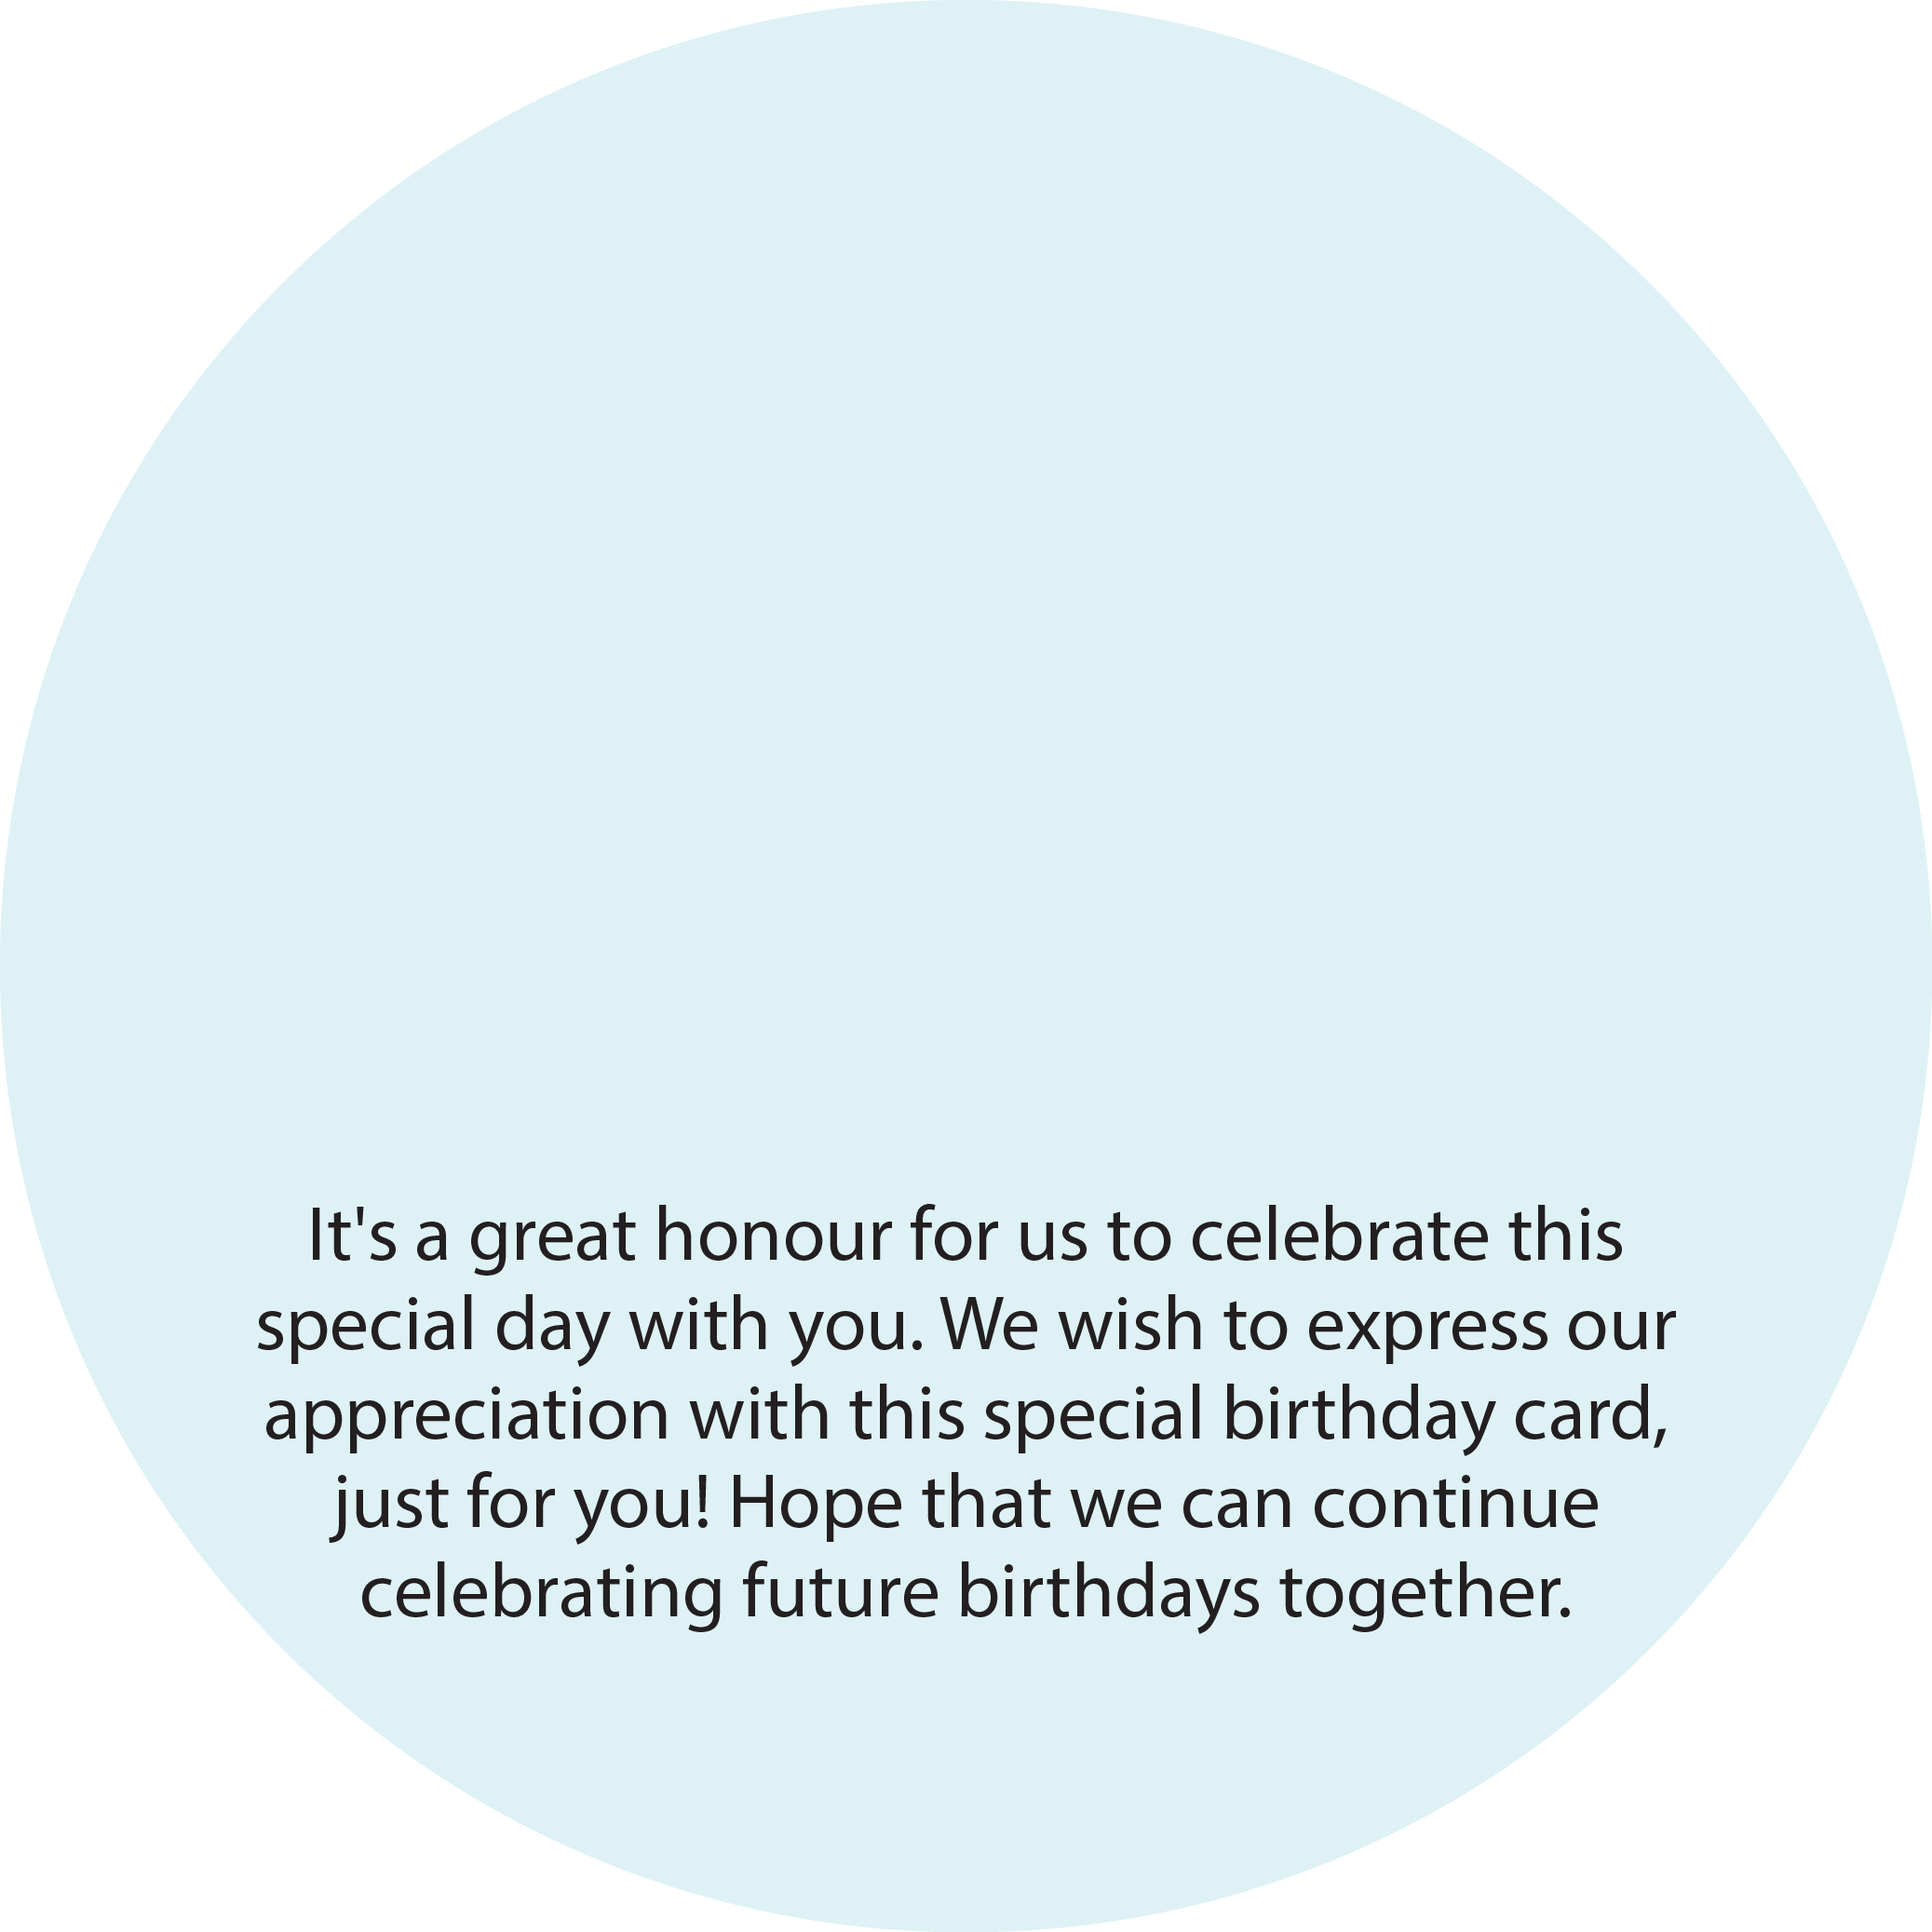 It's a great honour for us to celebrate this
special day with you. We wish to express our
appreciation with this special birthday card,
just for you! Hope that we can continue
celebrating future birthdays together.